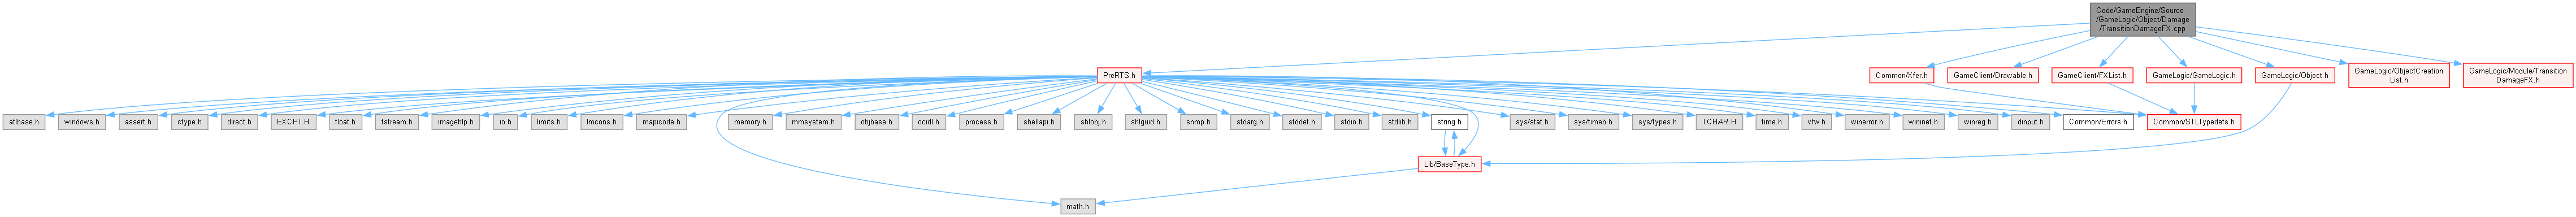 Code/GameEngine/Source
/GameLogic/Object/Damage
/TransitionDamageFX.cpp
PreRTS.h
Common/Xfer.h
GameClient/Drawable.h
GameClient/FXList.h
GameLogic/GameLogic.h
GameLogic/Object.h
GameLogic/ObjectCreation
List.h
GameLogic/Module/Transition
DamageFX.h
atlbase.h
windows.h
assert.h
ctype.h
direct.h
EXCPT.H
float.h
fstream.h
imagehlp.h
io.h
limits.h
lmcons.h
mapicode.h
memory.h
mmsystem.h
objbase.h
ocidl.h
process.h
shellapi.h
shlobj.h
shlguid.h
snmp.h
stdarg.h
stddef.h
stdio.h
stdlib.h
string.h
sys/stat.h
sys/timeb.h
sys/types.h
TCHAR.H
time.h
vfw.h
winerror.h
wininet.h
winreg.h
dinput.h
Common/Errors.h
Common/STLTypedefs.h
Lib/BaseType.h
math.h